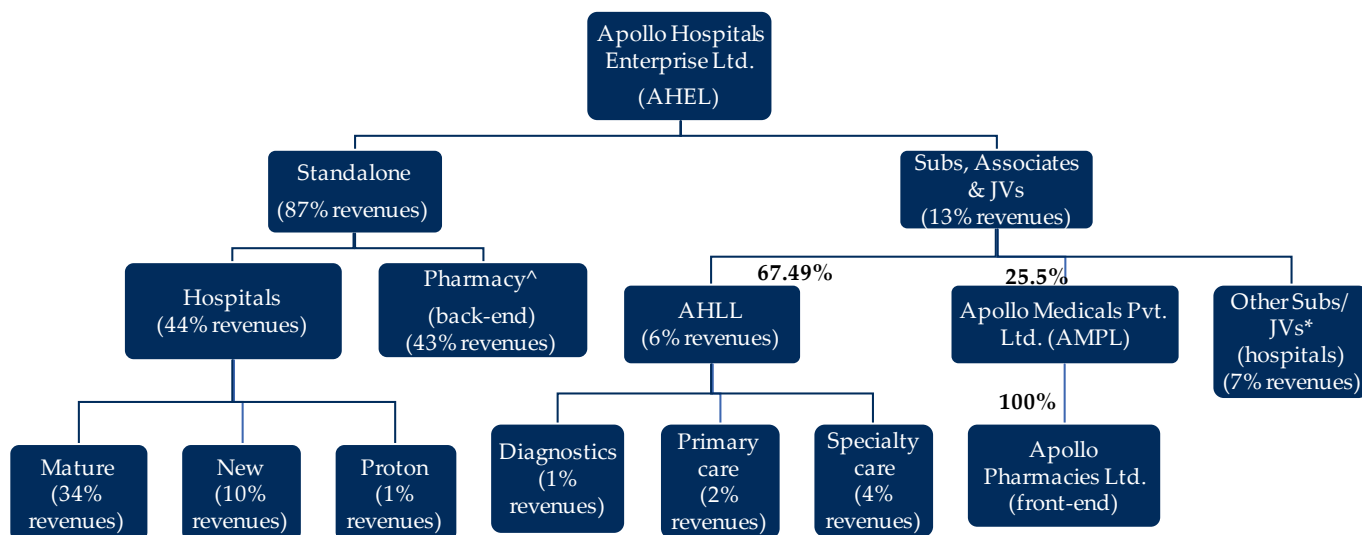 Apollo Hospitals
Enterprise Ltd.
(AHEL)
Standalone
(87% revenues)
Subs, Associates
& JVs
(13% revenues)
67.49%
25.5%
Hospitals
(44% revenues)
Pharmacy^
(back-end)
(43% revenues)
AHLL
(6% revenues)
Apollo Medicals Pvt.
Ltd. (AMPL)
Other Subs/
JVs*
(hospitals)
(7% revenues)
100%
Mature
(34%
revenues)
New
(10%
revenues)
Proton
(1%
revenues)
Diagnostics
(1%
revenues)
Primary
care
(2%
revenues)
Specialty
care
(4%
revenues)
Apollo
Pharmacies Ltd.
(front-end)